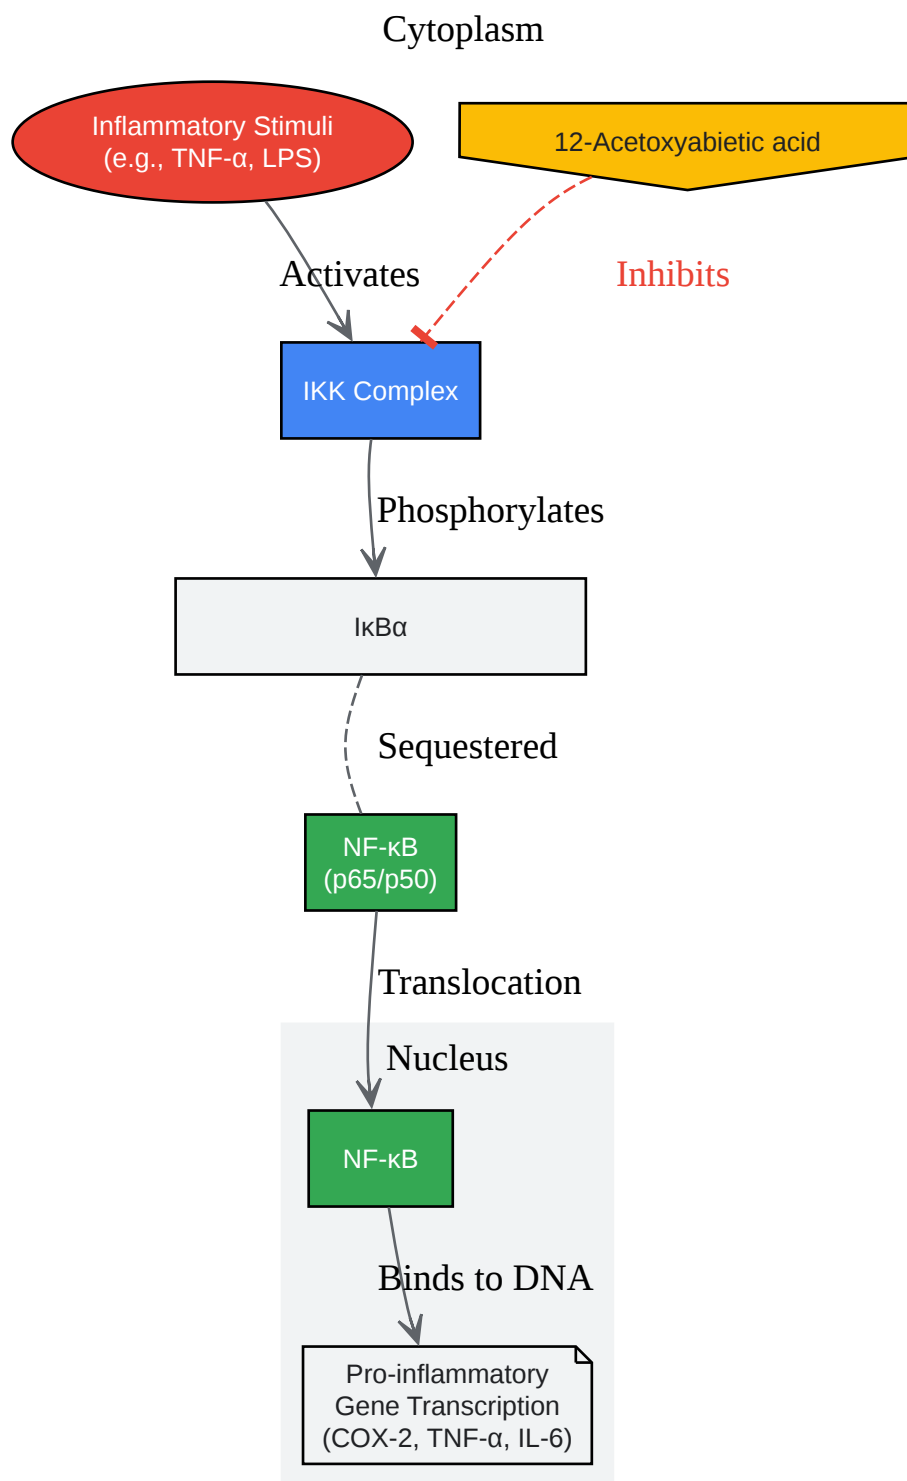 Cytoplasm
Inflammatory Stimuli
(e.g., TNF-α, LPS)
12-Acetoxyabietic acid
Activates
Inhibits
IKK Complex
Phosphorylates
IκBα
Sequestered
NF-κB
(p65/p50)
Translocation
Nucleus
NF-κB
Binds to DNA
Pro-inflammatory
Gene Transcription
(COX-2, TNF-α, IL-6)